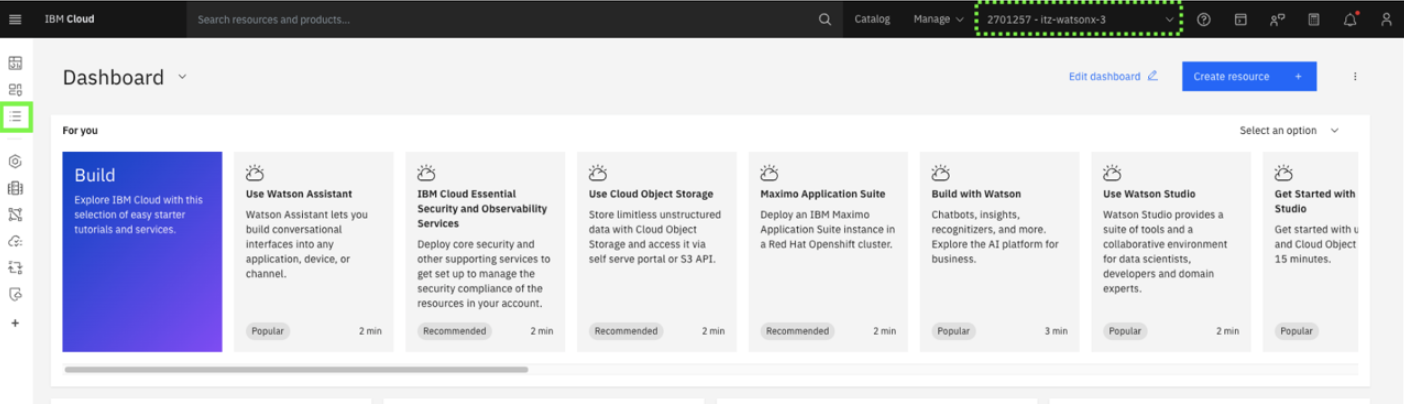 IBM Cloud
Search resources and products...
Catalog
Manage
2701257 - itz-watsonx-3
Dashboard
Edit dashboard
Create resource +
For you
Select an option
Build
Explore IBM Cloud with this
selection of easy starter
tutorials and services.
Use Watson Assistant
Watson Assistant lets you
build conversational
interfaces into any
application, device, or
channel.
Popular
2 min
IBM Cloud Essential
Security and Observability
Services
Deploy core security and
other supporting services to
get set up to manage the
security compliance of the
resources in your account.
Recommended
2 min
Use Cloud Object Storage
Store limitless unstructured
data with Cloud Object
Storage and access it via
self serve portal or S3 API.
Recommended
2 min
Maximo Application Suite
Deploy an IBM Maximo
Application Suite instance in
a Red Hat Openshift cluster.
Recommended
2 min
Build with Watson
Chatbots, insights,
recognitizers, and more.
Explore the AI platform for
business.
Popular
3 min
Use Watson Studio
Watson Studio provides a
suite of tools and a
collaborative environment
for data scientists,
developers and domain
experts.
Popular
2 min
Get Started with
Studio
Get started with
and Cloud Object
15 minutes.
Popular